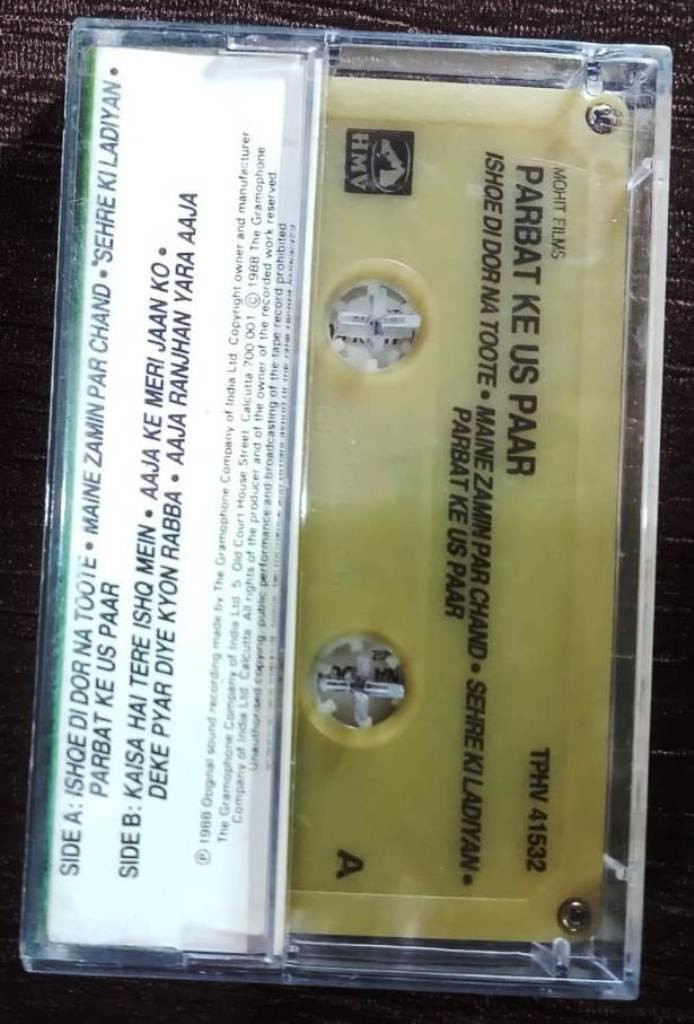 SIDE A: ISHQE DI DOR NA TOOTE • MAINE ZAMIN PAR CHAND • SEHRE KI LADIYAN •
PARBAT KE US PAAR
SIDE B: KAISA HAI TERE ISHQ MEIN • AAJA KE MERI JAAN KO •
DEKE PYAR DIYE KYON RABBA • AAJA RANJHAN YARA AAJA
℗ 1988 Original sound recording made by The Gramophone Company of India Ltd. Copyright owner and manufacturer
The Gramophone Company of India Ltd. 5, Old Court House Street, Calcutta 700 001. © 1988 The Gramophone
Company of India Ltd. Calcutta. All rights of the producer and of the owner of the recorded work reserved
Unauthorised copying, public performance and broadcasting of the tape record prohibited
HMV
MOHIT FILMS
PARBAT KE US PAAR
ISHQE DI DOR NA TOOTE • MAINE ZAMIN PAR CHAND • SEHRE KI LADIYAN •
PARBAT KE US PAAR
TPHV 41532
A